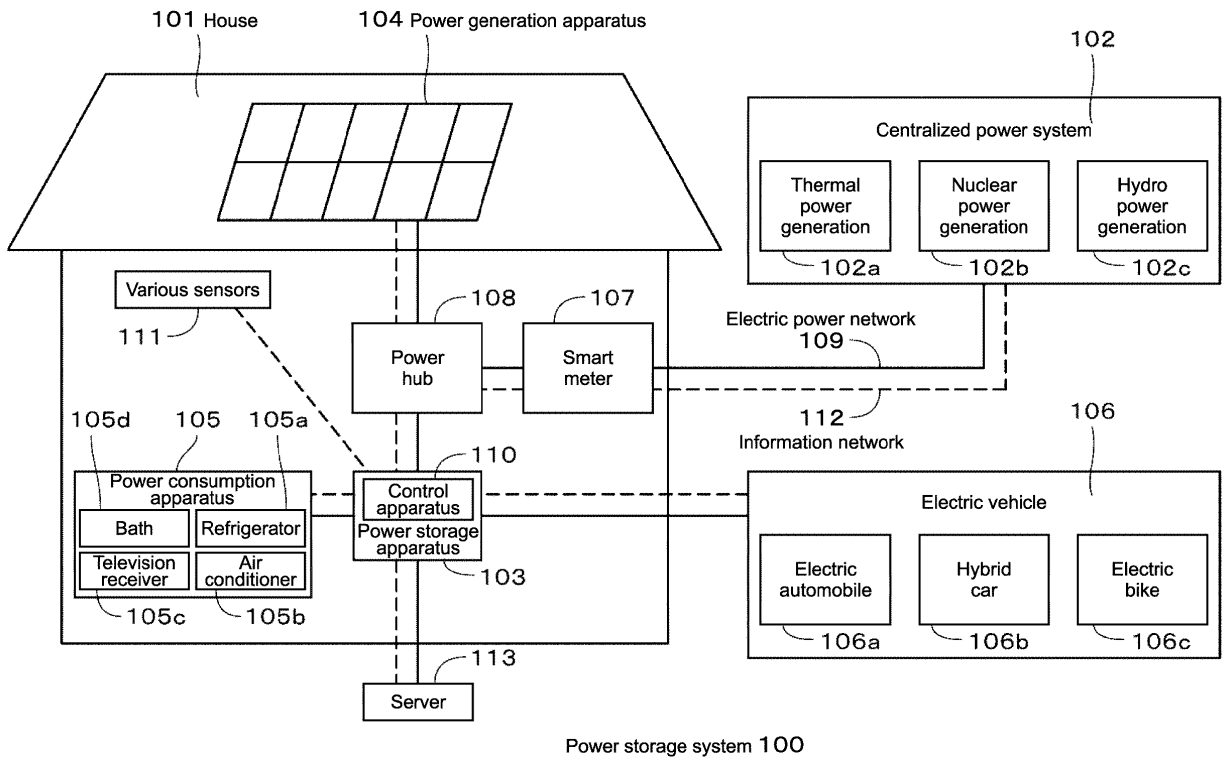 101 House
104 Power generation apparatus
102
Centralized power system
Thermal
power
generation
Nuclear
power
generation
Hydro
power
generation
102a
102b
102c
Various sensors
111
108
107
Power
hub
Smart
meter
Electric power network
109
112
Information network
105d
105
105a
110
106
Power consumption
apparatus
Bath
Refrigerator
Television
receiver
Air
conditioner
105c
105b
Control
apparatus
Power storage
apparatus
103
Electric vehicle
Electric
automobile
Hybrid
car
Electric
bike
106a
106b
106c
113
Server
Power storage system 100